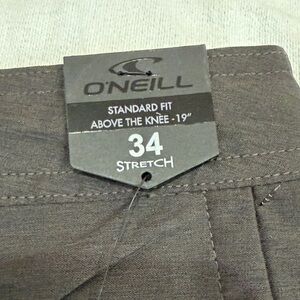 O'NEILL
STANDARD FIT
ABOVE THE KNEE - 19"
34
STRETCH